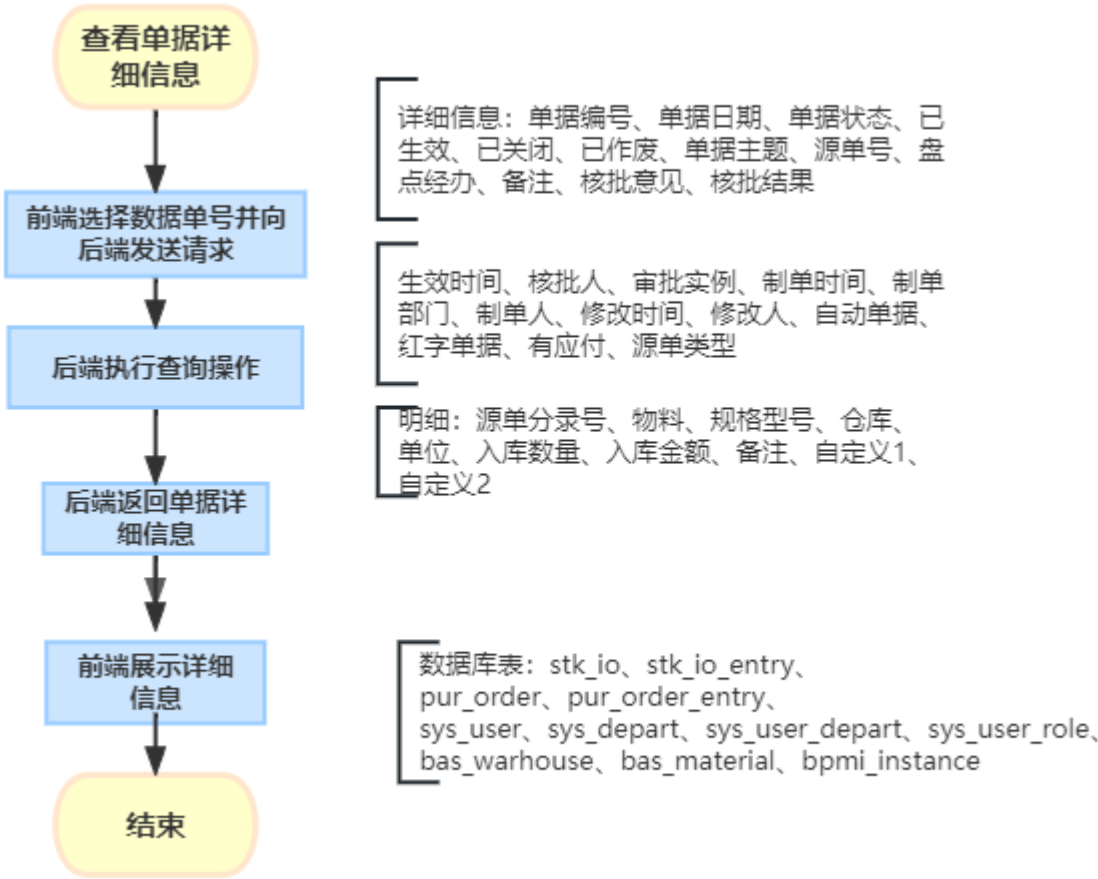 查看单据详
细信息
前端选择数据单号并向
后端发送请求
后端执行查询操作
后端返回单据详
细信息
前端展示详细
信息
结束
详细信息：单据编号、单据日期、单据状态、已
生效、已关闭、已作废、单据主题、源单号、盘
点经办、备注、核批意见、核批结果
生效时间、核批人、审批实例、制单时间、制单
部门、制单人、修改时间、修改人、自动单据、
红字单据、有应付、源单类型
明细：源单分录号、物料、规格型号、仓库、
单位、入库数量、入库金额、备注、自定义1、
自定义2
数据库表：stk_io、stk_io_entry、
pur_order、pur_order_entry、
sys_user、sys_depart、sys_user_depart、sys_user_role、
bas_warhouse、bas_material、bpmi_instance